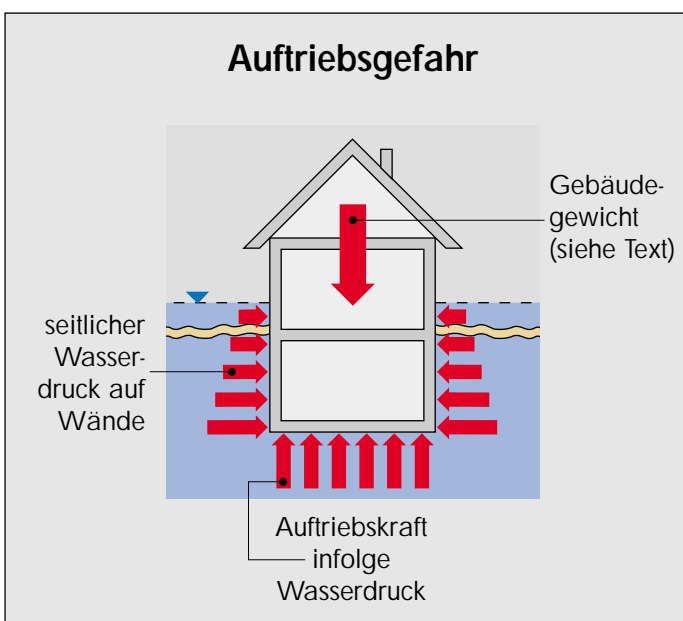 Auftriebsgefahr
Gebäude-
gewicht
(siehe Text)
seitlicher
Wasser-
druck auf
Wände
Auftriebskraft
infolge
Wasserdruck